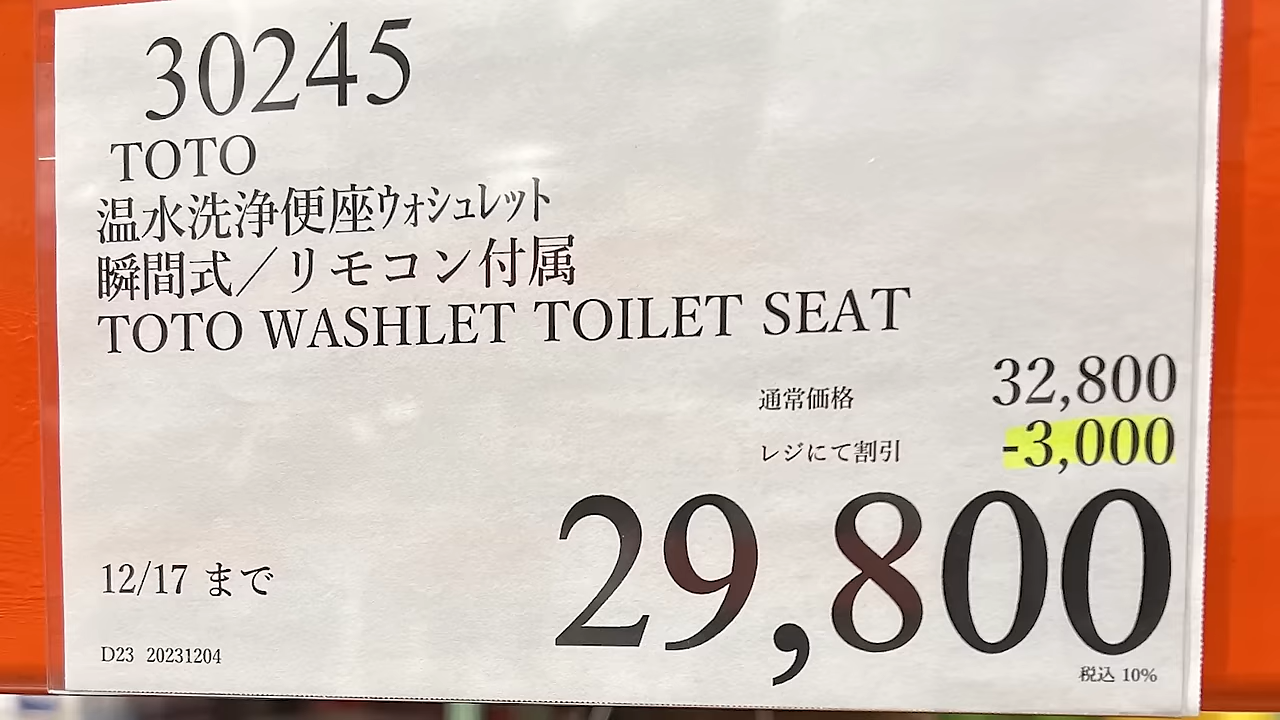 30245
TOTO
温水洗浄便座ｳｫｼｭﾚｯﾄ
瞬間式／リモコン付属
TOTO WASHLET TOILET SEAT
通常価格 32,800
レジにて割引 -3,000
29,800
12/17 まで
税込 10%
D23 20231204